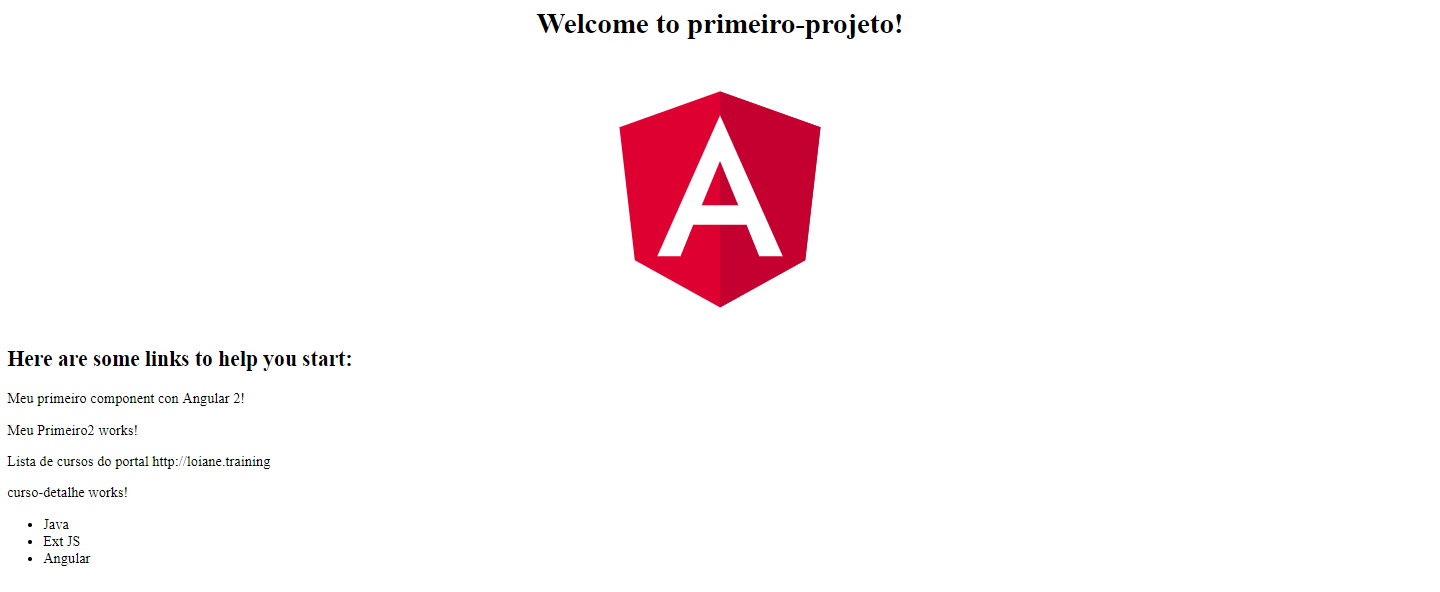 Welcome to primeiro-projeto!
A
Here are some links to help you start:
Meu primeiro component con Angular 2!
Meu Primeiro2 works!
Lista de cursos do portal http://loiane.training
curso-detalhe works!
Java
Ext JS
Angular